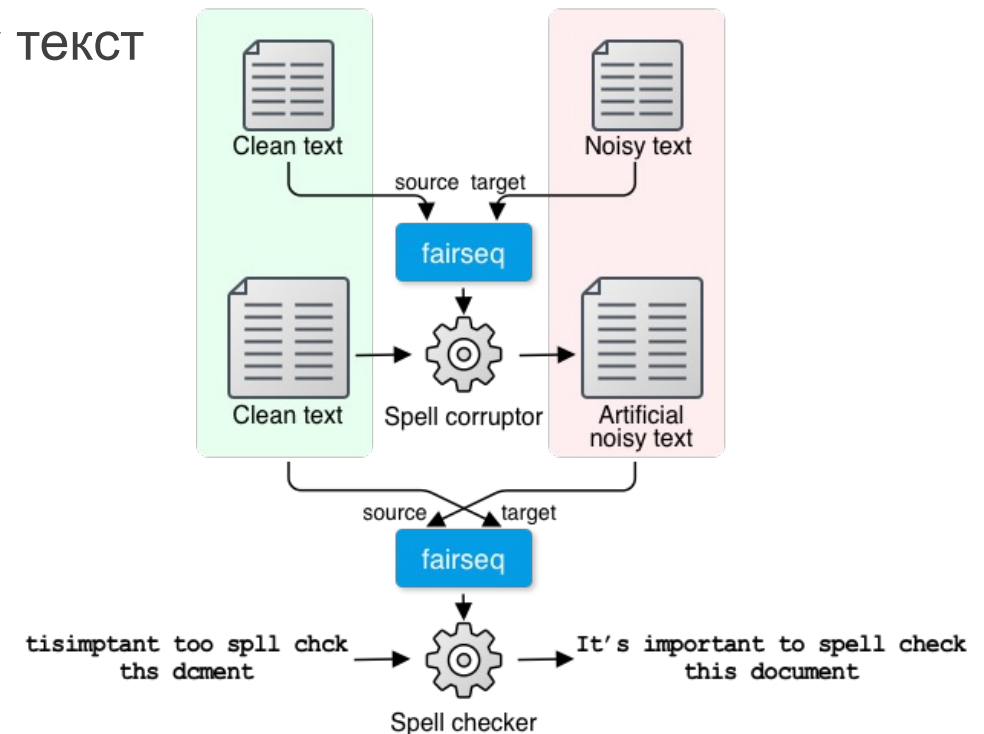 текст
Clean text
Noisy text
source target
fairseq
Clean text
Spell corruptor
Artificial
noisy text
source
target
fairseq
tisimptant too spll chck
ths dcment
It's important to spell check
this document
Spell checker